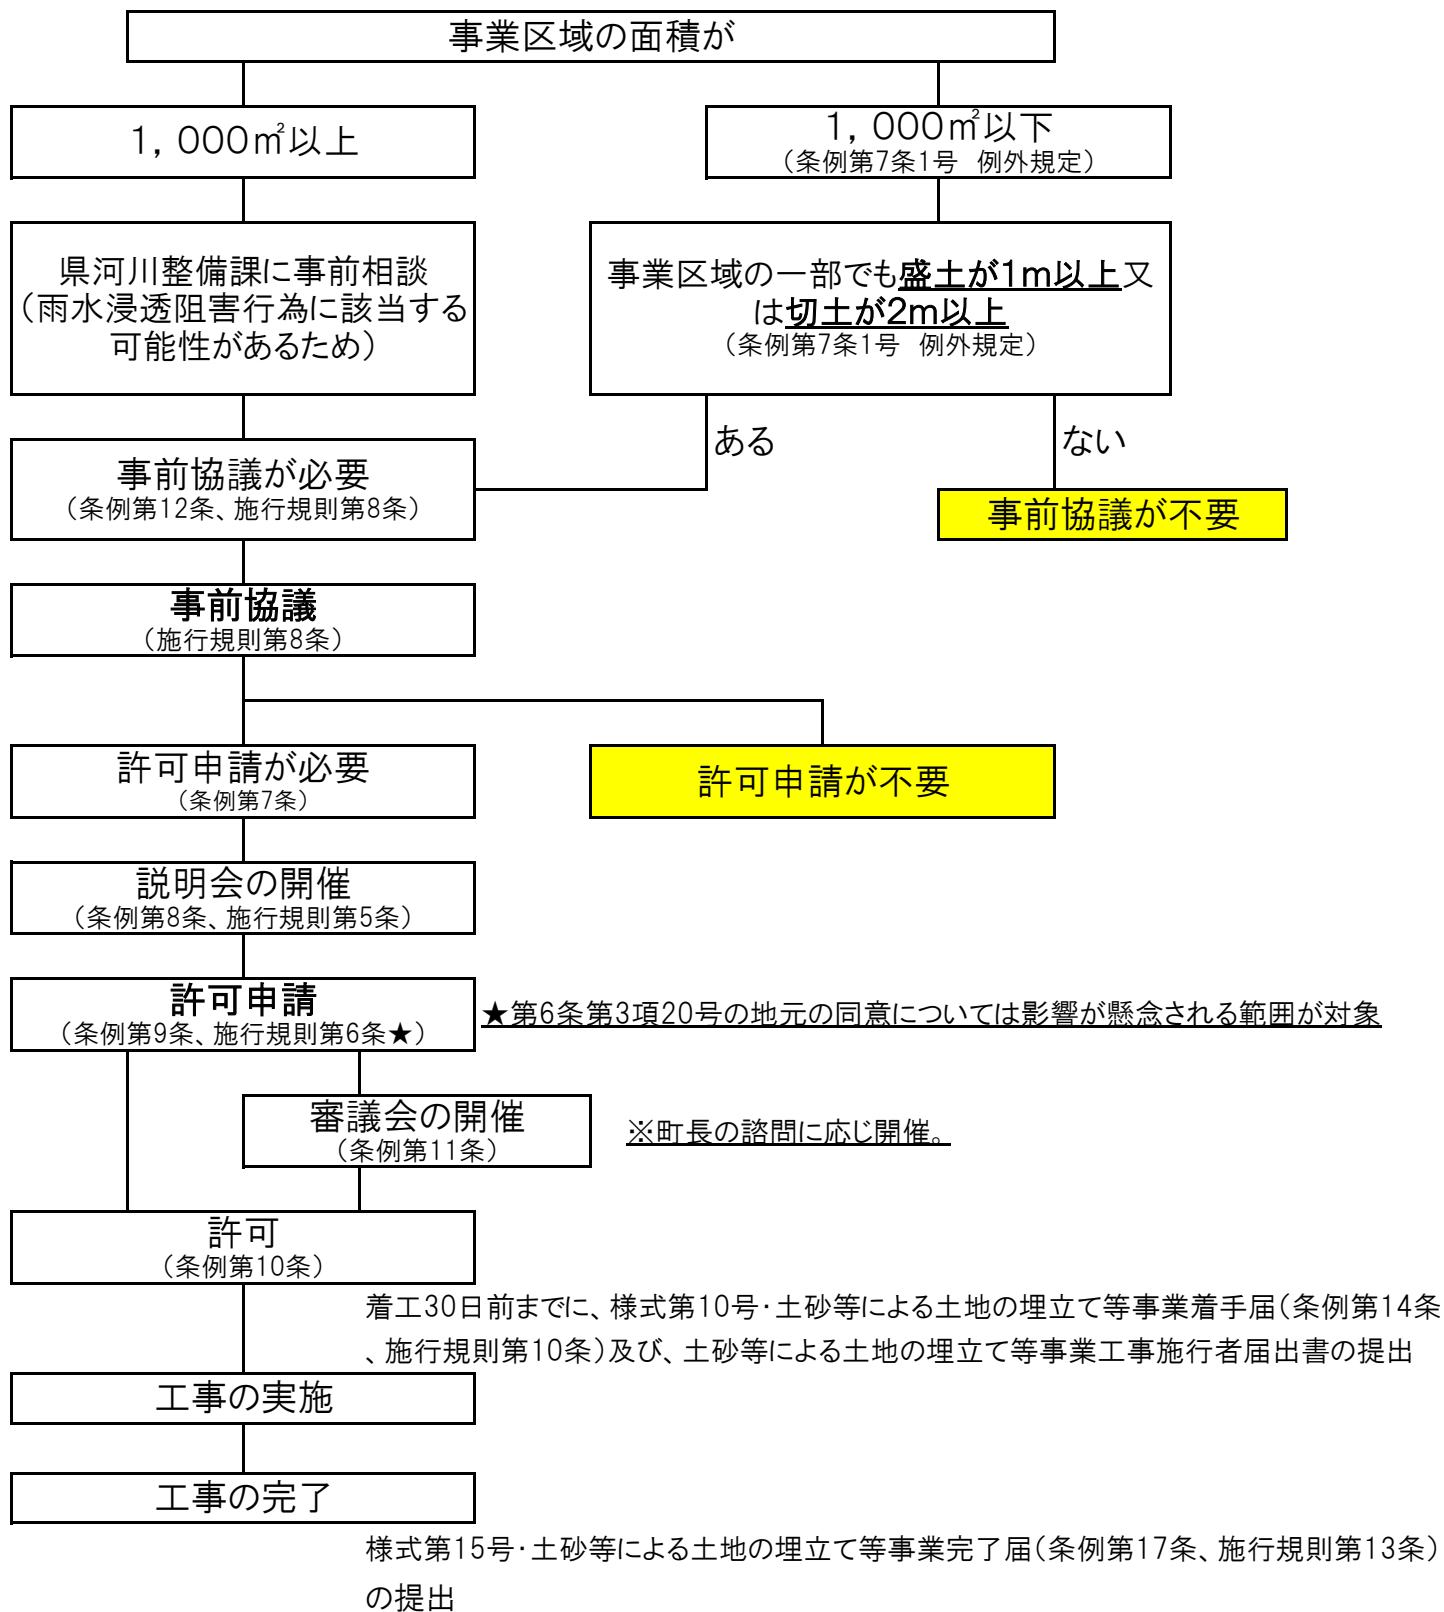 事業区域の面積が
1，000㎡以上
1，000㎡以下
（条例第7条1号　例外規定）
県河川整備課に事前相談
（雨水浸透阻害行為に該当する
可能性があるため）
事業区域の一部でも盛土が1m以上又
は切土が2m以上
（条例第7条1号　例外規定）
ある
ない
事前協議が必要
（条例第12条、施行規則第8条）
事前協議が不要
事前協議
（施行規則第8条）
許可申請が必要
（条例第7条）
許可申請が不要
説明会の開催
（条例第8条、施行規則第5条）
許可申請
（条例第9条、施行規則第6条★）
★第6条第3項20号の地元の同意については影響が懸念される範囲が対象
審議会の開催
（条例第11条）
※町長の諮問に応じ開催。
許可
（条例第10条）
着工30日前までに、様式第10号・土砂等による土地の埋立て等事業着手届（条例第14条
、施行規則第10条）及び、土砂等による土地の埋立て等事業工事施行者届出書の提出
工事の実施
工事の完了
様式第15号・土砂等による土地の埋立て等事業完了届（条例第17条、施行規則第13条）
の提出